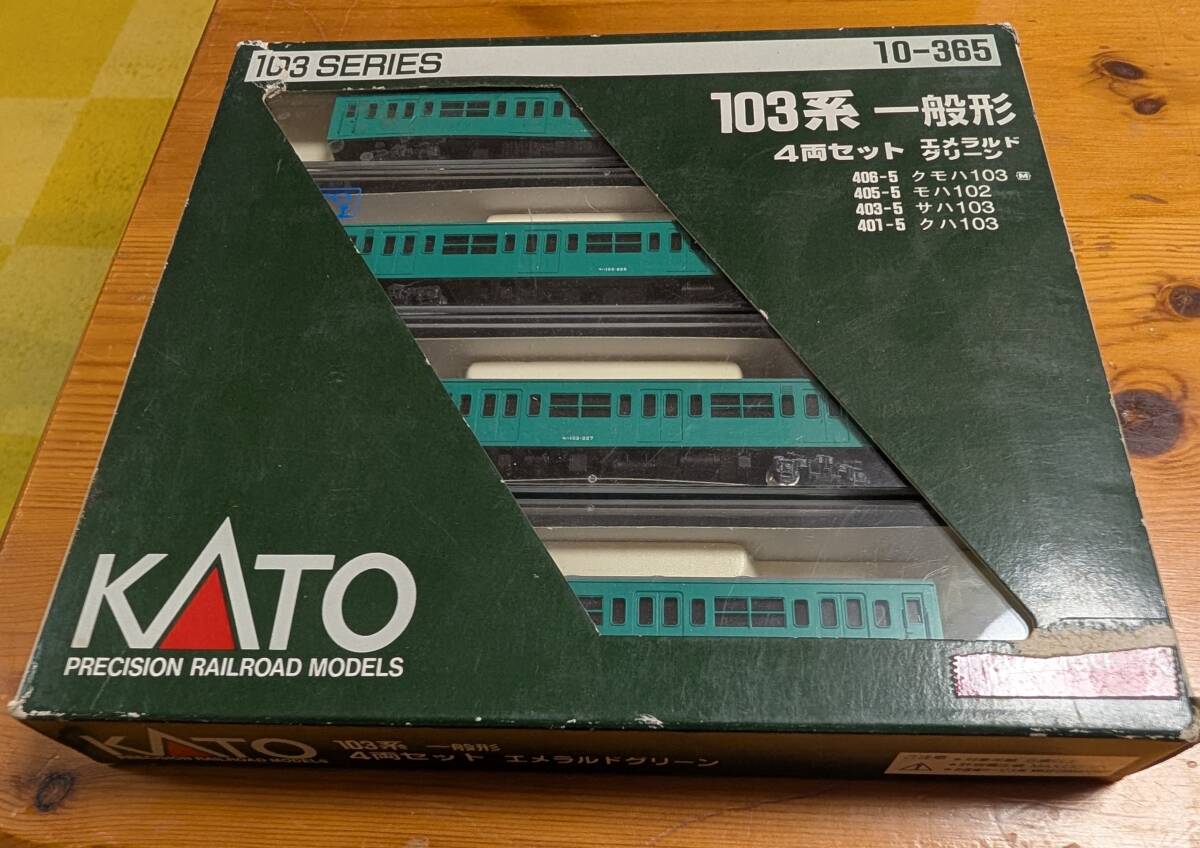 103 SERIES
10-365
103系 一般形
4両セット エメラルド
グリーン
406-5 クモハ103 M
405-5 モハ102
403-5 サハ103
401-5 クハ103
KATO
PRECISION RAILROAD MODELS
KATO
PRECISION RAILROAD MODELS
103系 一般形
4両セット エメラルドグリーン